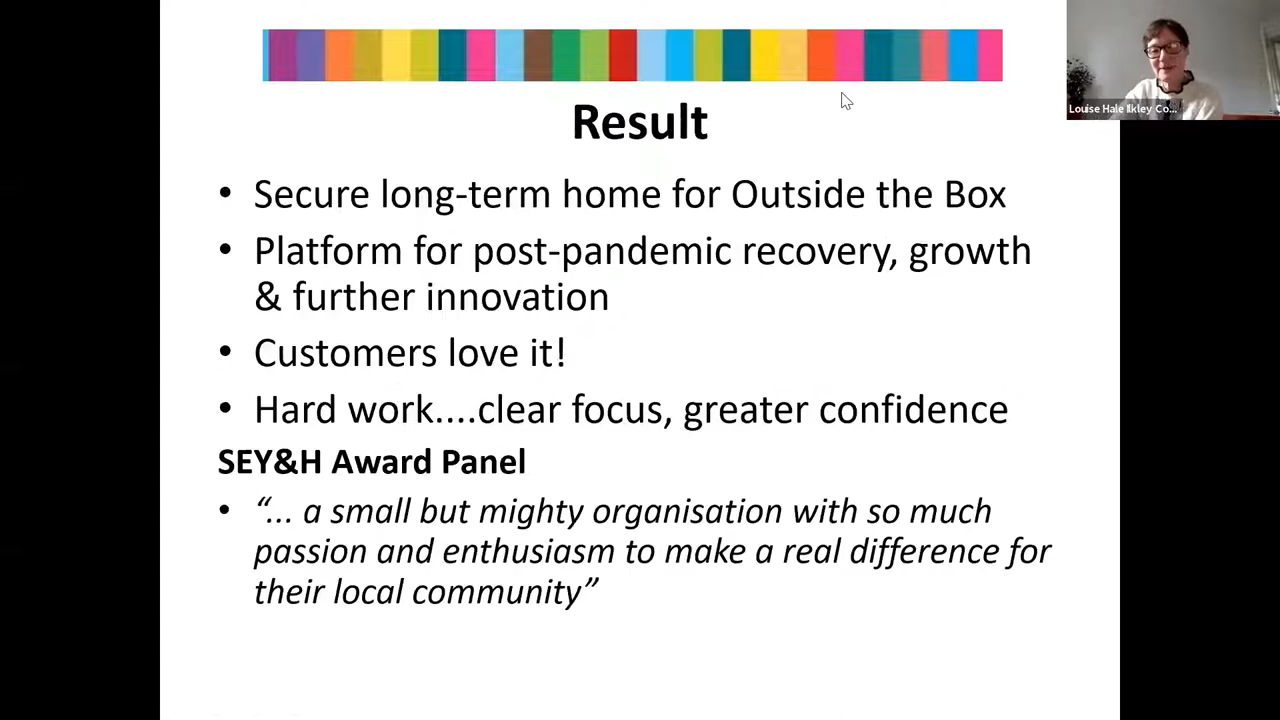 Louise Hale Ilkley Co...
Result
• Secure long-term home for Outside the Box
• Platform for post-pandemic recovery, growth
& further innovation
• Customers love it!
• Hard work....clear focus, greater confidence
SEY&H Award Panel
• “... a small but mighty organisation with so much
passion and enthusiasm to make a real difference for
their local community”